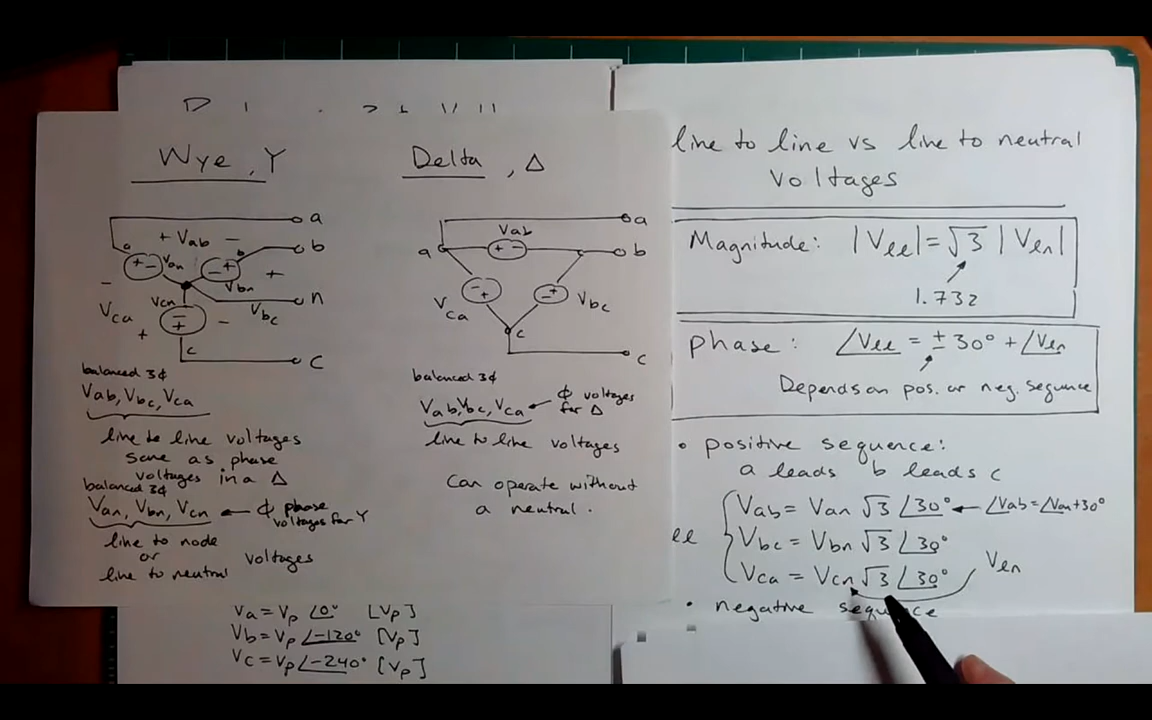 Wye, Y
Delta, Δ
a
+ Vab −
a
b
b
+ −
Van
− +
Vbn
+
n
−
Vcn
Vca
Vbc
+
−
− +
c
c
a
Vab
a
+ −
b
− +
− +
Vca
Vbc
c
c
balanced 3ϕ
Vab, Vbc, Vca
line to line voltages
same as phase
voltages in a Δ
balanced 3ϕ
Van, Vbn, Vcn ← ϕ phase
voltages for Y
line to node
or
line to neutral
voltages
balanced 3ϕ
Vab, Vbc, Vca ← ϕ voltages
for Δ
line to line voltages
can operate without
a neutral.
Va = Vp ∠0° [Vp]
Vb = Vp ∠-120° [Vp]
Vc = Vp ∠-240° [Vp]
line to line vs line to neutral
voltages
Magnitude: |Vll| = √3 |Vln|
1.732
phase: ∠Vll = ± 30° + ∠Vln
Depends on pos. or neg. sequence
• positive sequence:
a leads b leads c
Vab = Van √3 ∠30° ← ∠Vab = ∠Van + 30°
ll
Vbc = Vbn √3 ∠30°
Vca = Vcn √3 ∠30°
Vln
• negative sequence